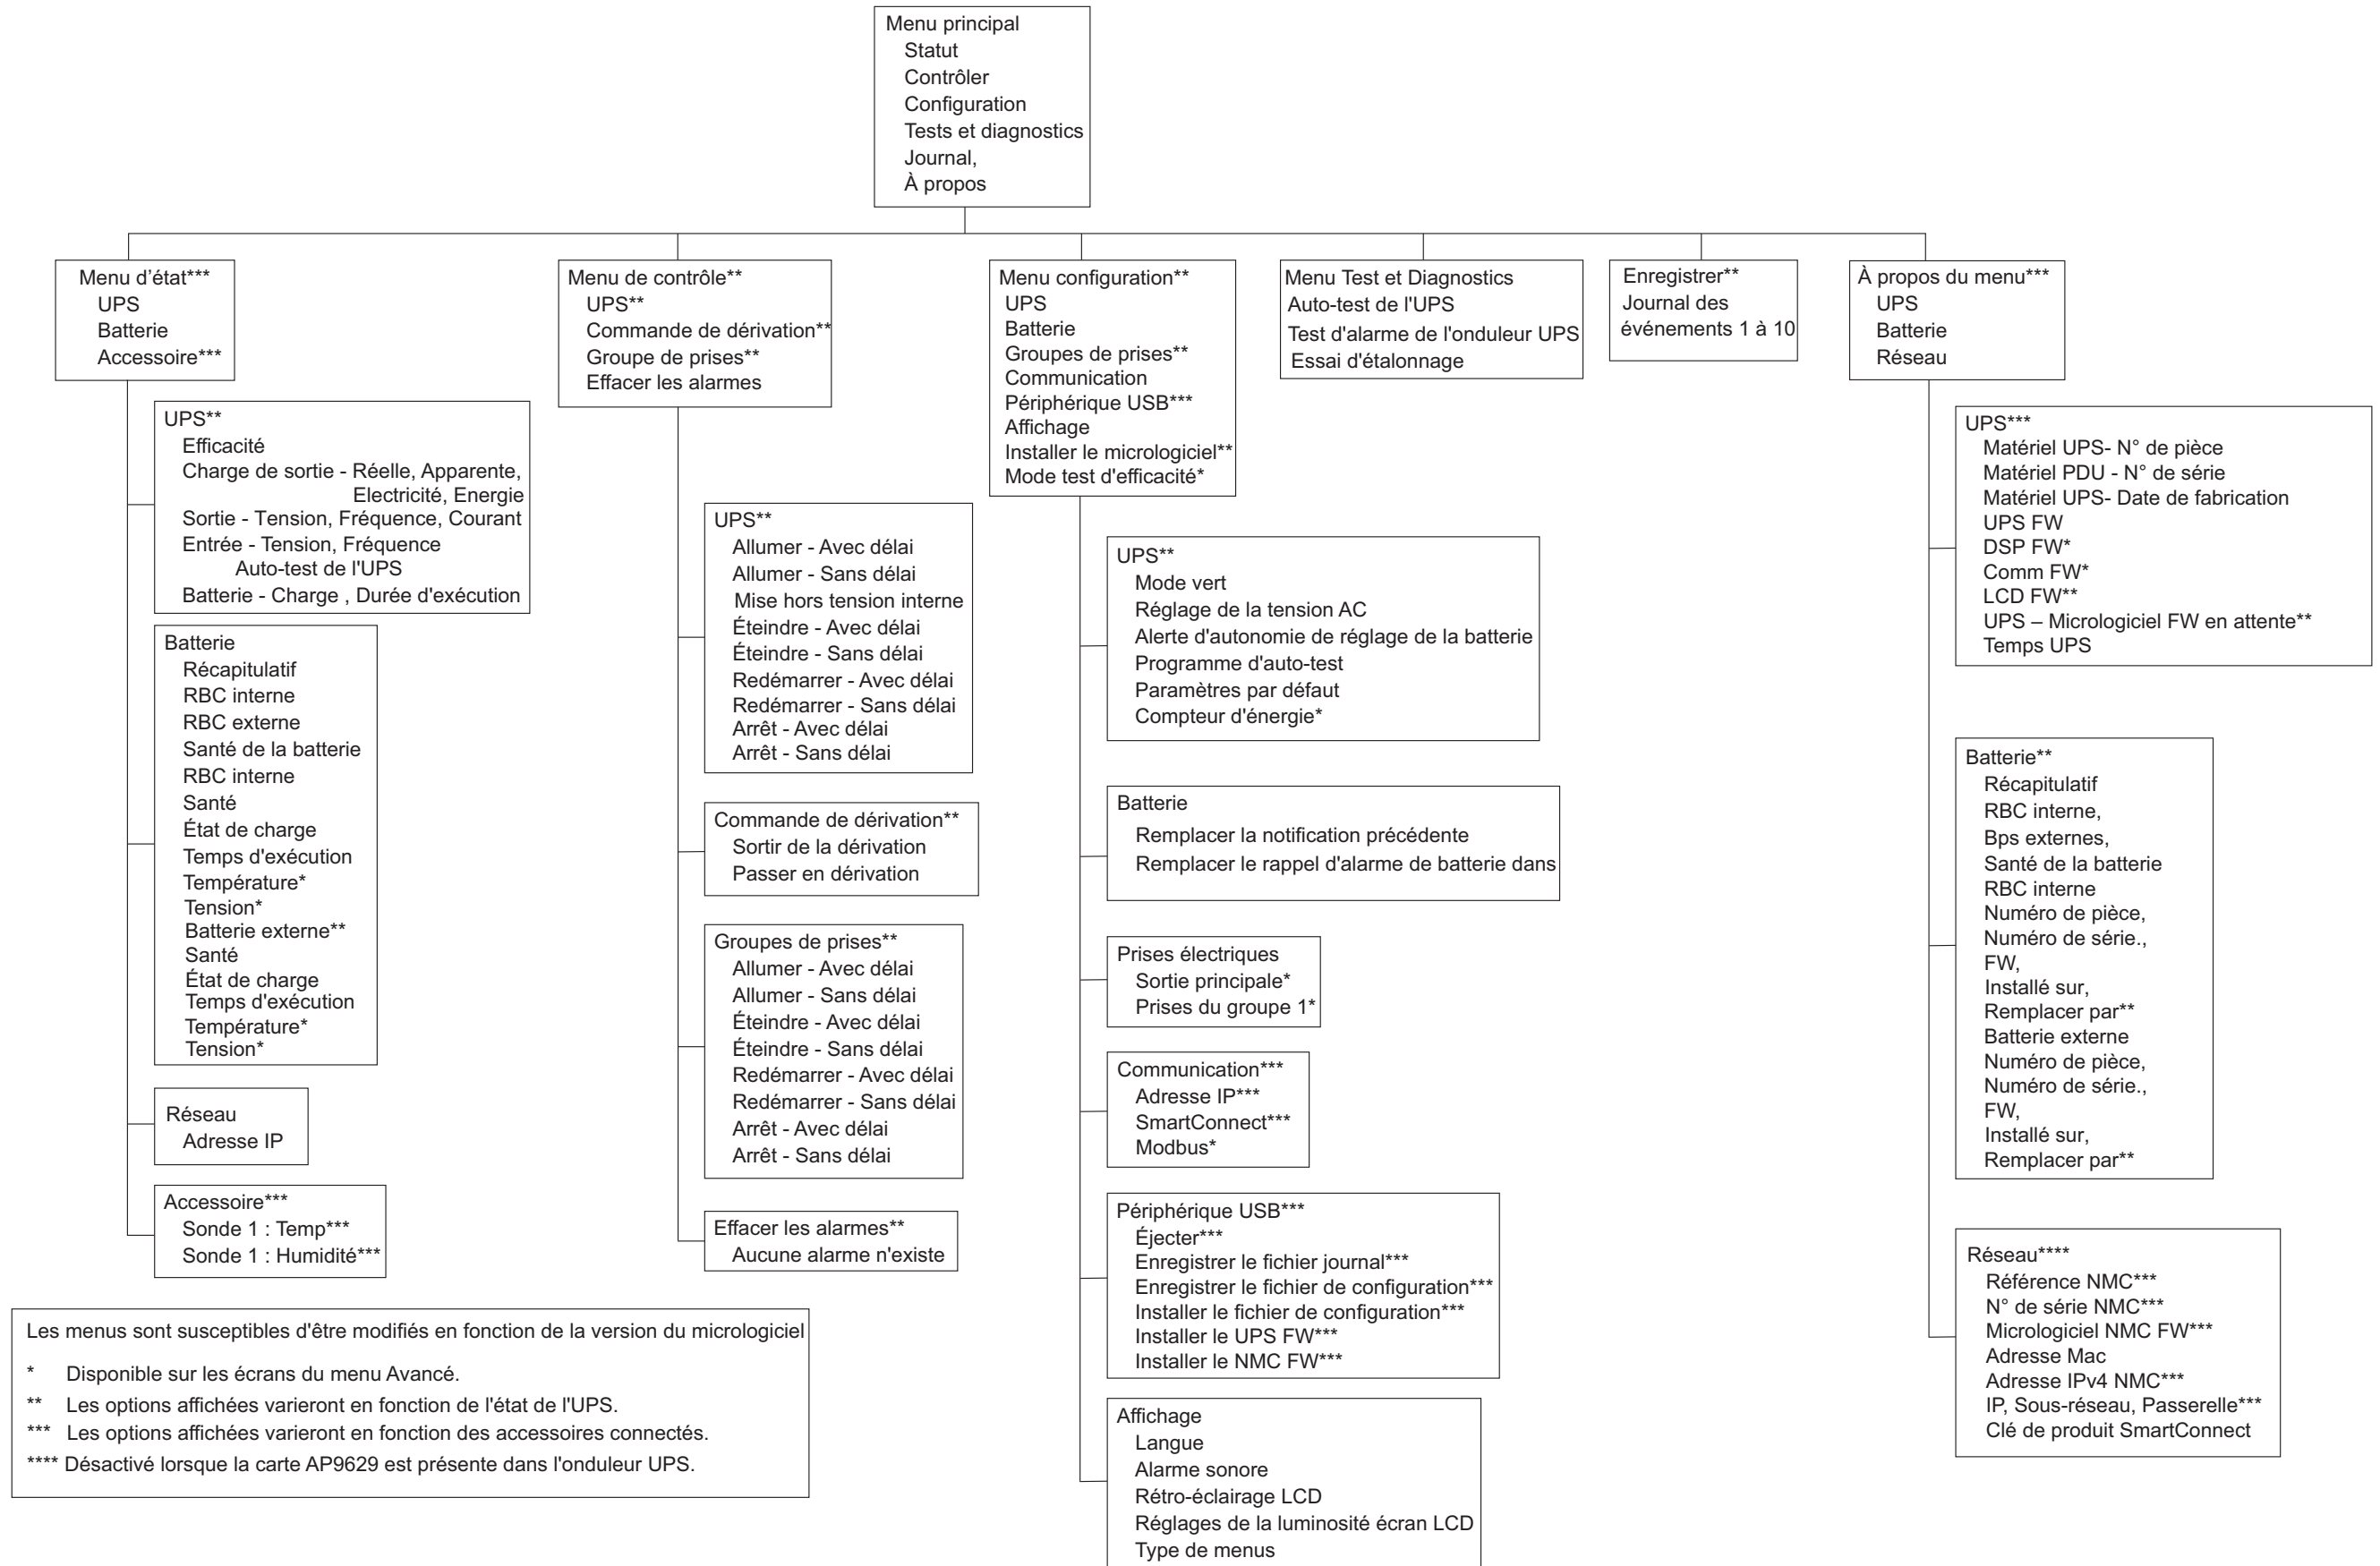 Menu principal
Statut
Contrôler
Configuration
Tests et diagnostics
Journal,
À propos
Menu d’état***
UPS
Batterie
Accessoire***
UPS**
Efficacité
Charge de sortie - Réelle, Apparente,
Electricité, Energie
Sortie - Tension, Fréquence, Courant
Entrée - Tension, Fréquence
Auto-test de l'UPS
Batterie - Charge , Durée d'exécution
Batterie
Récapitulatif
RBC interne
RBC externe
Santé de la batterie
RBC interne
Santé
État de charge
Temps d'exécution
Température*
Tension*
Batterie externe**
Santé
État de charge
Temps d'exécution
Température*
Tension*
Réseau
Adresse IP
Accessoire***
Sonde 1 : Temp***
Sonde 1 : Humidité***
Menu de contrôle**
UPS**
Commande de dérivation**
Groupe de prises**
Effacer les alarmes
UPS**
Allumer - Avec délai
Allumer - Sans délai
Mise hors tension interne
Éteindre - Avec délai
Éteindre - Sans délai
Redémarrer - Avec délai
Redémarrer - Sans délai
Arrêt - Avec délai
Arrêt - Sans délai
Commande de dérivation**
Sortir de la dérivation
Passer en dérivation
Groupes de prises**
Allumer - Avec délai
Allumer - Sans délai
Éteindre - Avec délai
Éteindre - Sans délai
Redémarrer - Avec délai
Redémarrer - Sans délai
Arrêt - Avec délai
Arrêt - Sans délai
Effacer les alarmes**
Aucune alarme n'existe
Menu configuration**
UPS
Batterie
Groupes de prises**
Communication
Périphérique USB***
Affichage
Installer le micrologiciel**
Mode test d'efficacité*
UPS**
Mode vert
Réglage de la tension AC
Alerte d'autonomie de réglage de la batterie
Programme d'auto-test
Paramètres par défaut
Compteur d'énergie*
Batterie
Remplacer la notification précédente
Remplacer le rappel d'alarme de batterie dans
Prises électriques
Sortie principale*
Prises du groupe 1*
Communication***
Adresse IP***
SmartConnect***
Modbus*
Périphérique USB***
Éjecter***
Enregistrer le fichier journal***
Enregistrer le fichier de configuration***
Installer le fichier de configuration***
Installer le UPS FW***
Installer le NMC FW***
Affichage
Langue
Alarme sonore
Rétro-éclairage LCD
Réglages de la luminosité écran LCD
Type de menus
Menu Test et Diagnostics
Auto-test de l'UPS
Test d'alarme de l'onduleur UPS
Essai d'étalonnage
Enregistrer**
Journal des
événements 1 à 10
À propos du menu***
UPS
Batterie
Réseau
UPS***
Matériel UPS- N° de pièce
Matériel PDU - N° de série
Matériel UPS- Date de fabrication
UPS FW
DSP FW*
Comm FW*
LCD FW**
UPS – Micrologiciel FW en attente**
Temps UPS
Batterie**
Récapitulatif
RBC interne,
Bps externes,
Santé de la batterie
RBC interne
Numéro de pièce,
Numéro de série.,
FW,
Installé sur,
Remplacer par**
Batterie externe
Numéro de pièce,
Numéro de série.,
FW,
Installé sur,
Remplacer par**
Réseau****
Référence NMC***
N° de série NMC***
Micrologiciel NMC FW***
Adresse Mac
Adresse IPv4 NMC***
IP, Sous-réseau, Passerelle***
Clé de produit SmartConnect
Les menus sont susceptibles d'être modifiés en fonction de la version du micrologiciel
* Disponible sur les écrans du menu Avancé.
** Les options affichées varieront en fonction de l'état de l'UPS.
*** Les options affichées varieront en fonction des accessoires connectés.
**** Désactivé lorsque la carte AP9629 est présente dans l'onduleur UPS.